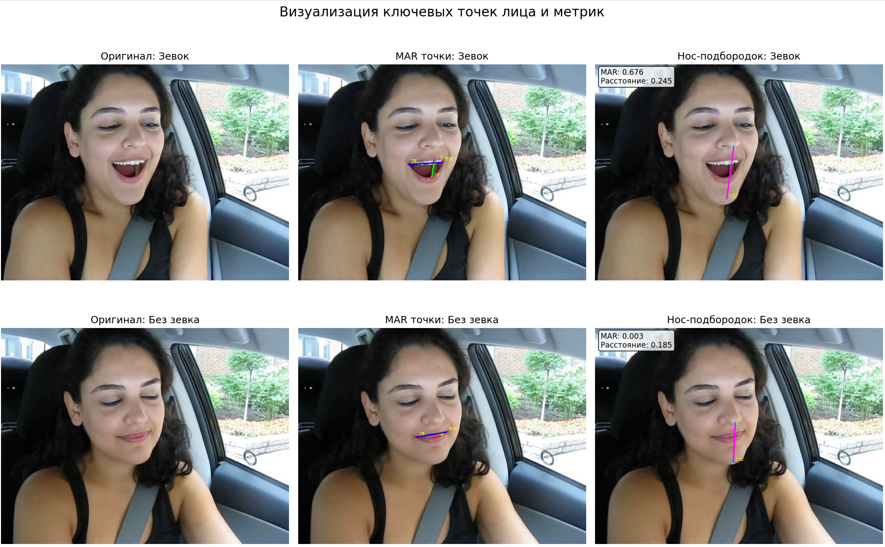 Визуализация ключевых точек лица и метрик
Оригинал: Зевок
MAR точки: Зевок
Нос-подбородок: Зевок
MAR: 0.676
Расстояние: 0.245
Оригинал: Без зевка
MAR точки: Без зевка
Нос-подбородок: Без зевка
MAR: 0.003
Расстояние: 0.185